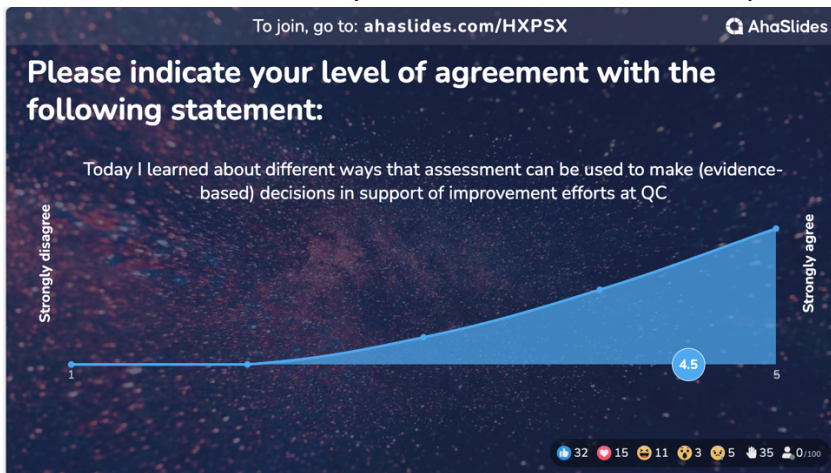 To join, go to: ahaslides.com/HXPSX
AhaSlides
Please indicate your level of agreement with the
following statement:
Today I learned about different ways that assessment can be used to make (evidence-
based) decisions in support of improvement efforts at QC
Strongly disagree
Strongly agree
1
4.5
5
32 15 11 3 5 35 0/100